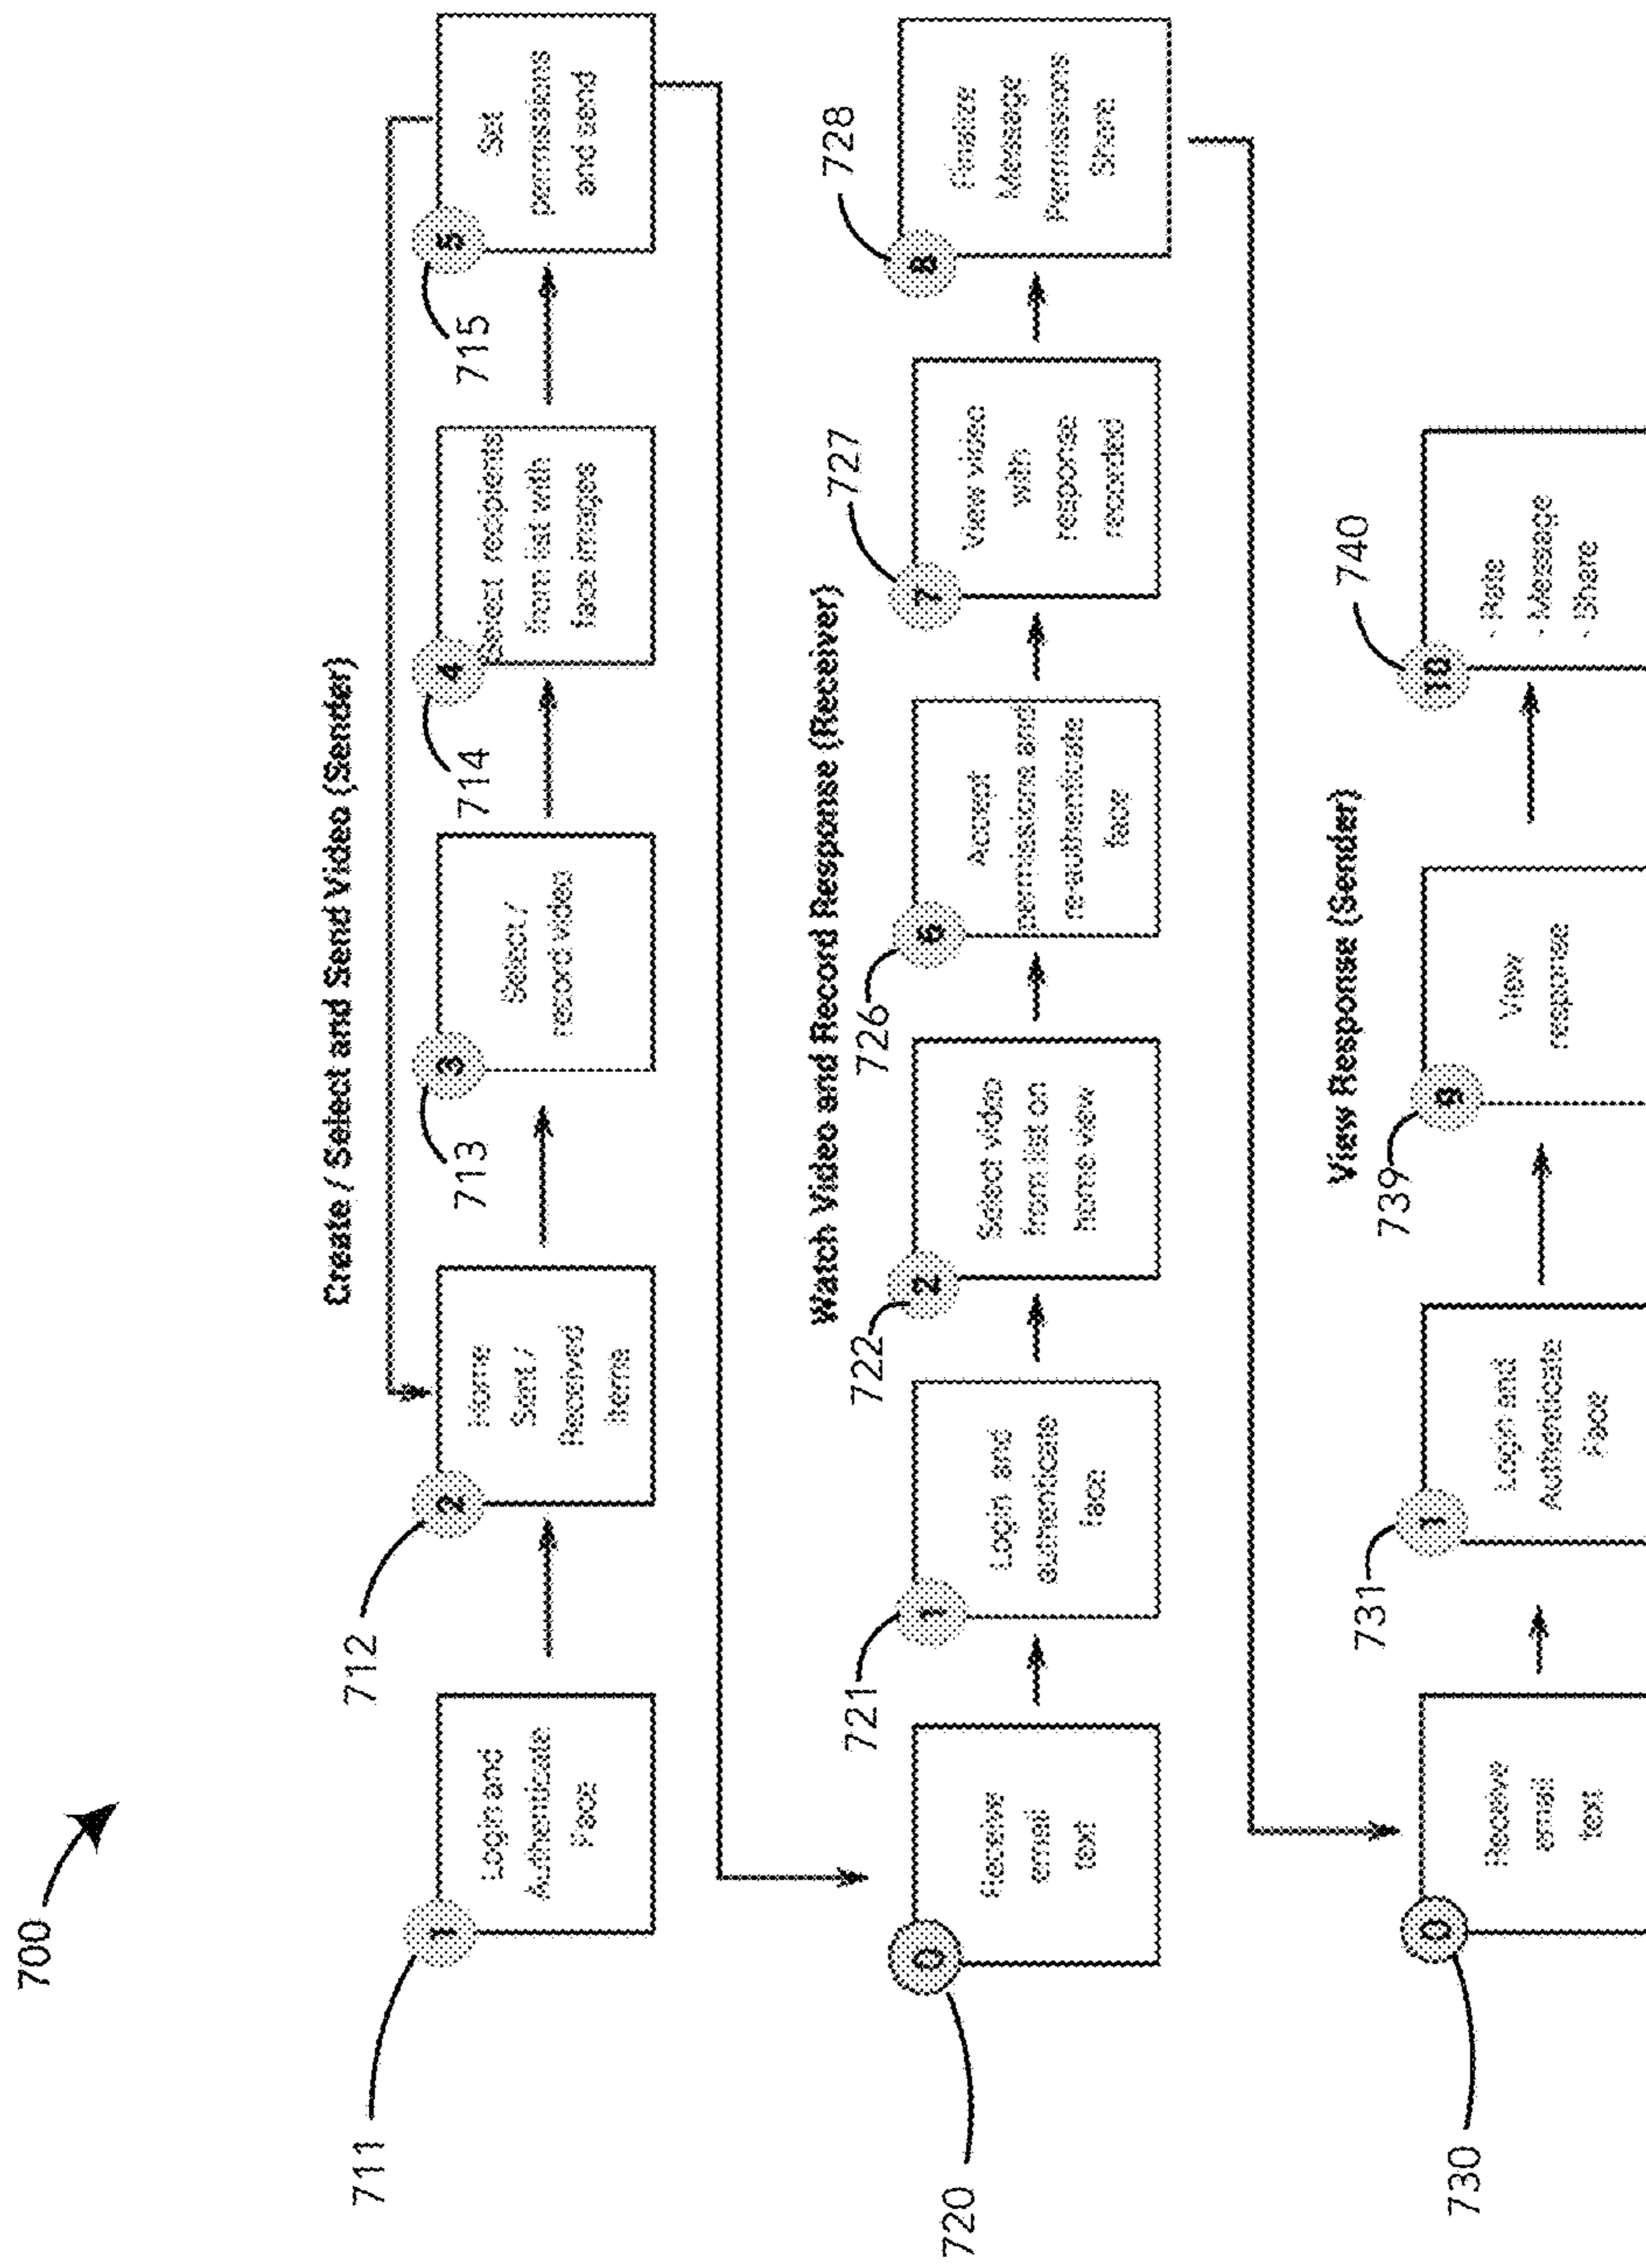 700
Create / Select and Send Video (Sender)
711
1
Login and
Authenticate
Face
712
2
Home
Sent /
Received
Items
713
3
Select /
record video
714
4
Select recipients
from list with
face images
715
5
Set
permissions
and send
Watch Video and Record Response (Receiver)
720
0
Receive
email
text
721
1
Login and
authenticate
face
722
2
Select video
from list on
home view
726
6
Accept
permissions and
re-authenticate
face
727
7
View video
with
response
recorded
728
8
Finalize
Message
Permissions
Share
View Response (Sender)
730
0
Receive
email
text
731
1
Login and
Authenticate
Face
739
9
View
response
740
10
· Rate
· Message
· Share